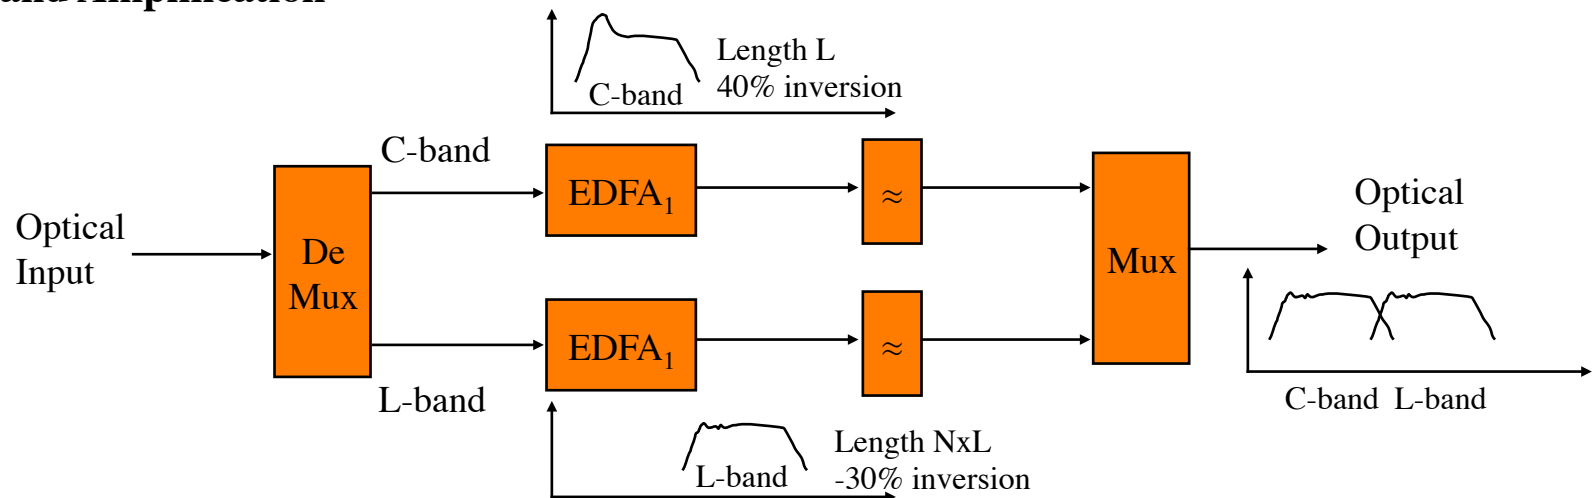 Length L
40% inversion
C-band
C-band
EDFA₁
≈
Optical
Input
De
Mux
Mux
Optical
Output
EDFA₁
≈
L-band
C-band L-band
Length NxL
-30% inversion
L-band